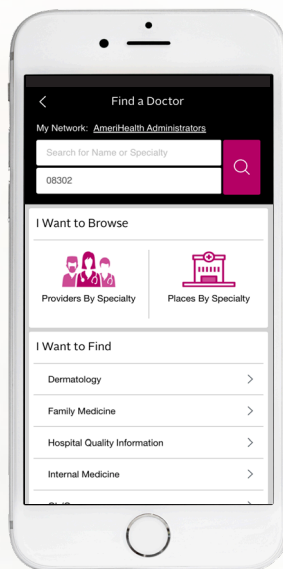 Find a Doctor
My Network: AmeriHealth Administrators
Search for Name or Specialty
08302
I Want to Browse
Providers By Specialty
Places By Specialty
I Want to Find
Dermatology
Family Medicine
Hospital Quality Information
Internal Medicine